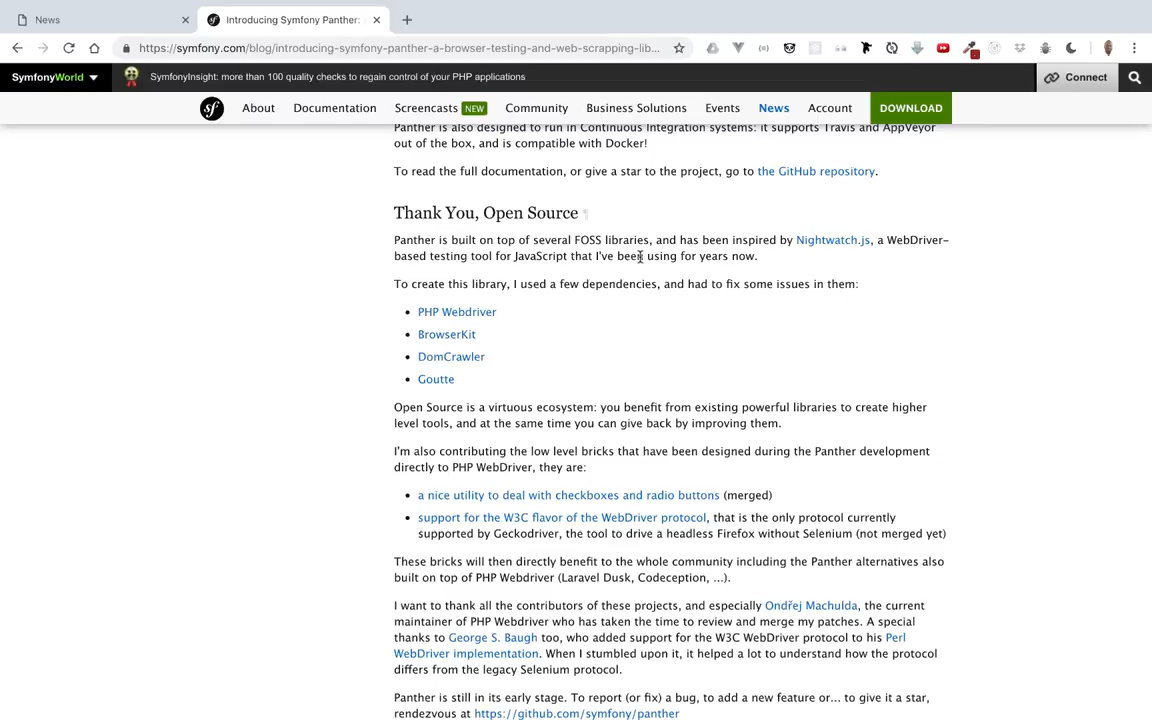 News
Introducing Symfony Panther:
https://symfony.com/blog/introducing-symfony-panther-a-browser-testing-and-web-scrapping-lib...
SymfonyWorld
SymfonyInsight: more than 100 quality checks to regain control of your PHP applications
Connect
sf About Documentation Screencasts NEW Community Business Solutions Events News Account DOWNLOAD
Panther is also designed to run in Continuous Integration systems: it supports Travis and AppVeyor
out of the box, and is compatible with Docker!
To read the full documentation, or give a star to the project, go to the GitHub repository.
Thank You, Open Source ¶
Panther is built on top of several FOSS libraries, and has been inspired by Nightwatch.js, a WebDriver-
based testing tool for JavaScript that I've been using for years now.
To create this library, I used a few dependencies, and had to fix some issues in them:
• PHP Webdriver
• BrowserKit
• DomCrawler
• Goutte
Open Source is a virtuous ecosystem: you benefit from existing powerful libraries to create higher
level tools, and at the same time you can give back by improving them.
I'm also contributing the low level bricks that have been designed during the Panther development
directly to PHP WebDriver, they are:
• a nice utility to deal with checkboxes and radio buttons (merged)
• support for the W3C flavor of the WebDriver protocol, that is the only protocol currently
supported by Geckodriver, the tool to drive a headless Firefox without Selenium (not merged yet)
These bricks will then directly benefit to the whole community including the Panther alternatives also
built on top of PHP Webdriver (Laravel Dusk, Codeception, ...).
I want to thank all the contributors of these projects, and especially Ondřej Machulda, the current
maintainer of PHP Webdriver who has taken the time to review and merge my patches. A special
thanks to George S. Baugh too, who added support for the W3C WebDriver protocol to his Perl
WebDriver implementation. When I stumbled upon it, it helped a lot to understand how the protocol
differs from the legacy Selenium protocol.
Panther is still in its early stage. To report (or fix) a bug, to add a new feature or... to give it a star,
rendezvous at https://github.com/symfony/panther